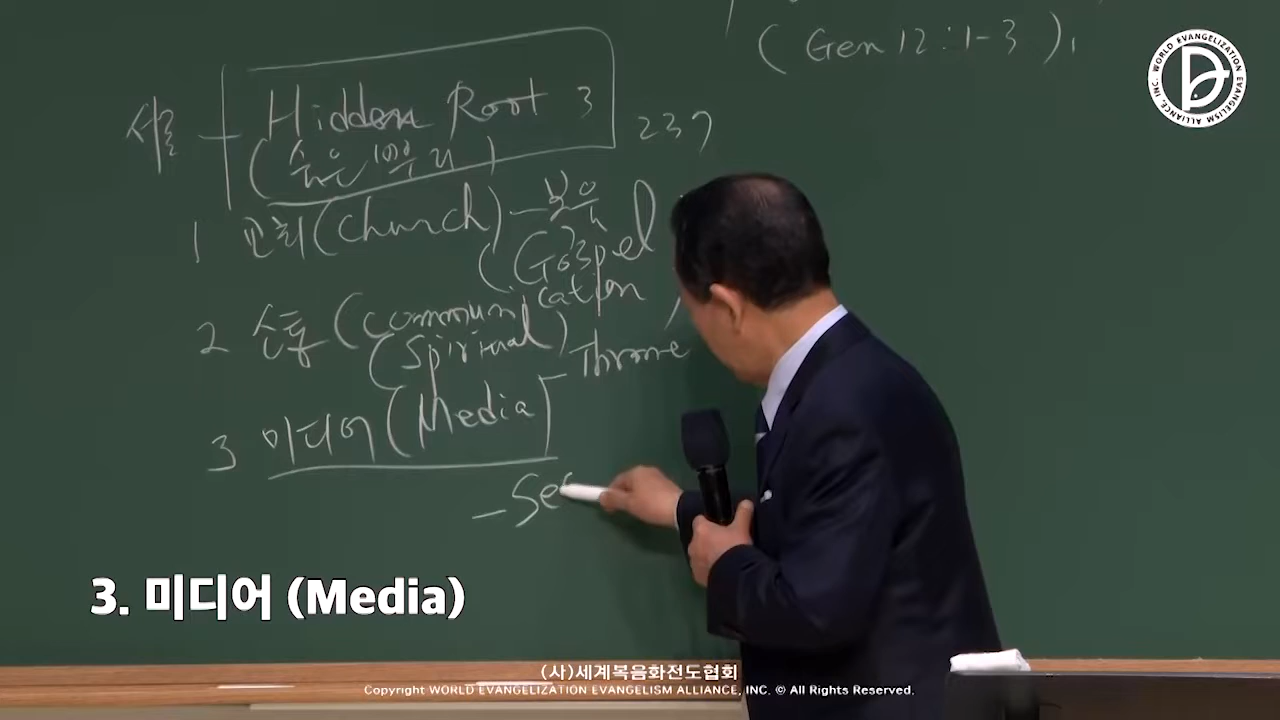 (Gen 12:1-3),
서론
Hidden Root 3
(숨은 뿌리)
237
1 교회(Church) - 복음
(Gospel
2 소통(Communication
(Spiritual) - Throne
3 미디어(Media)
- Sec
3. 미디어 (Media)
(사)세계복음화전도협회
Copyright WORLD EVANGELIZATION EVANGELISM ALLIANCE, INC. © All Rights Reserved.
WORLD EVANGELIZATION EVANGELISM ALLIANCE, INC.